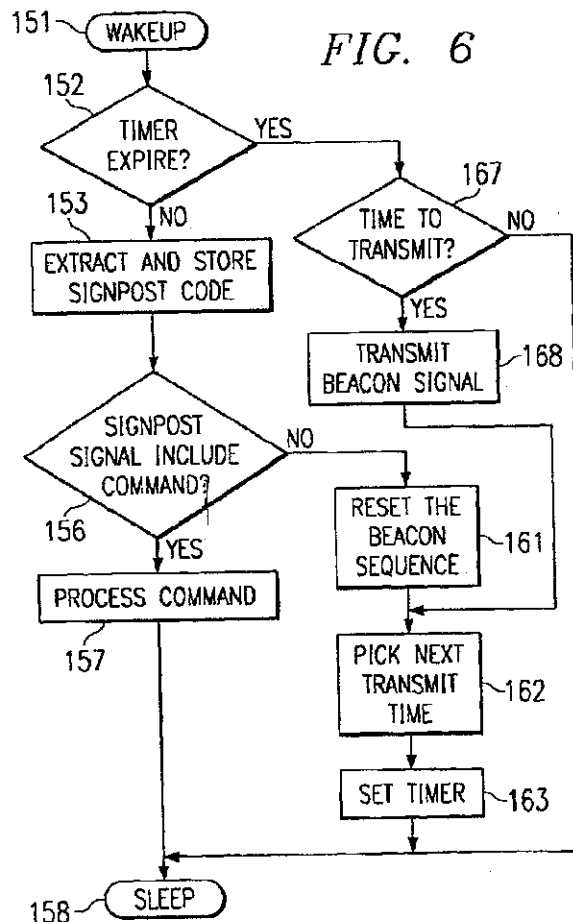 FIG. 6
151
WAKEUP
152
TIMER
EXPIRE?
YES
NO
153
EXTRACT AND STORE
SIGNPOST CODE
167
TIME TO
TRANSMIT?
NO
YES
TRANSMIT
BEACON SIGNAL
168
SIGNPOST
SIGNAL INCLUDE
COMMAND?
NO
156
YES
RESET THE
BEACON
SEQUENCE
161
PROCESS COMMAND
157
PICK NEXT
TRANSMIT
TIME
162
SET TIMER
163
158
SLEEP